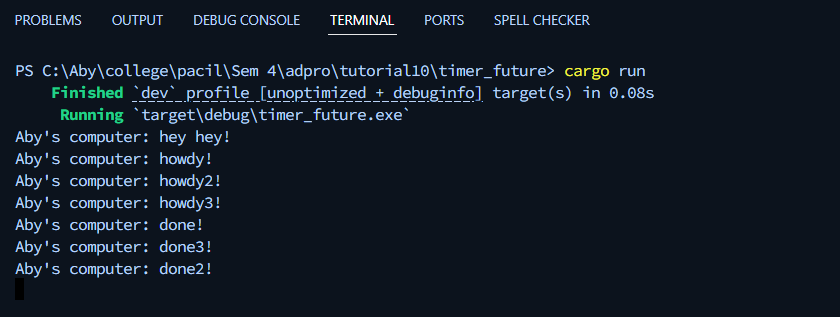 PROBLEMS OUTPUT DEBUG CONSOLE TERMINAL PORTS SPELL CHECKER
PS C:\Aby\college\pacil\Sem 4\adpro\tutorial10\timer_future> cargo run
Finished `dev` profile [unoptimized + debuginfo] target(s) in 0.08s
Running `target\debug\timer_future.exe`
Aby's computer: hey hey!
Aby's computer: howdy!
Aby's computer: howdy2!
Aby's computer: howdy3!
Aby's computer: done!
Aby's computer: done3!
Aby's computer: done2!